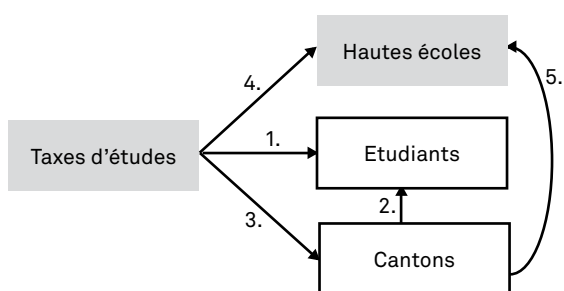 Hautes écoles
5.
4.
1.
Taxes d’études
Etudiants
2.
3.
Cantons